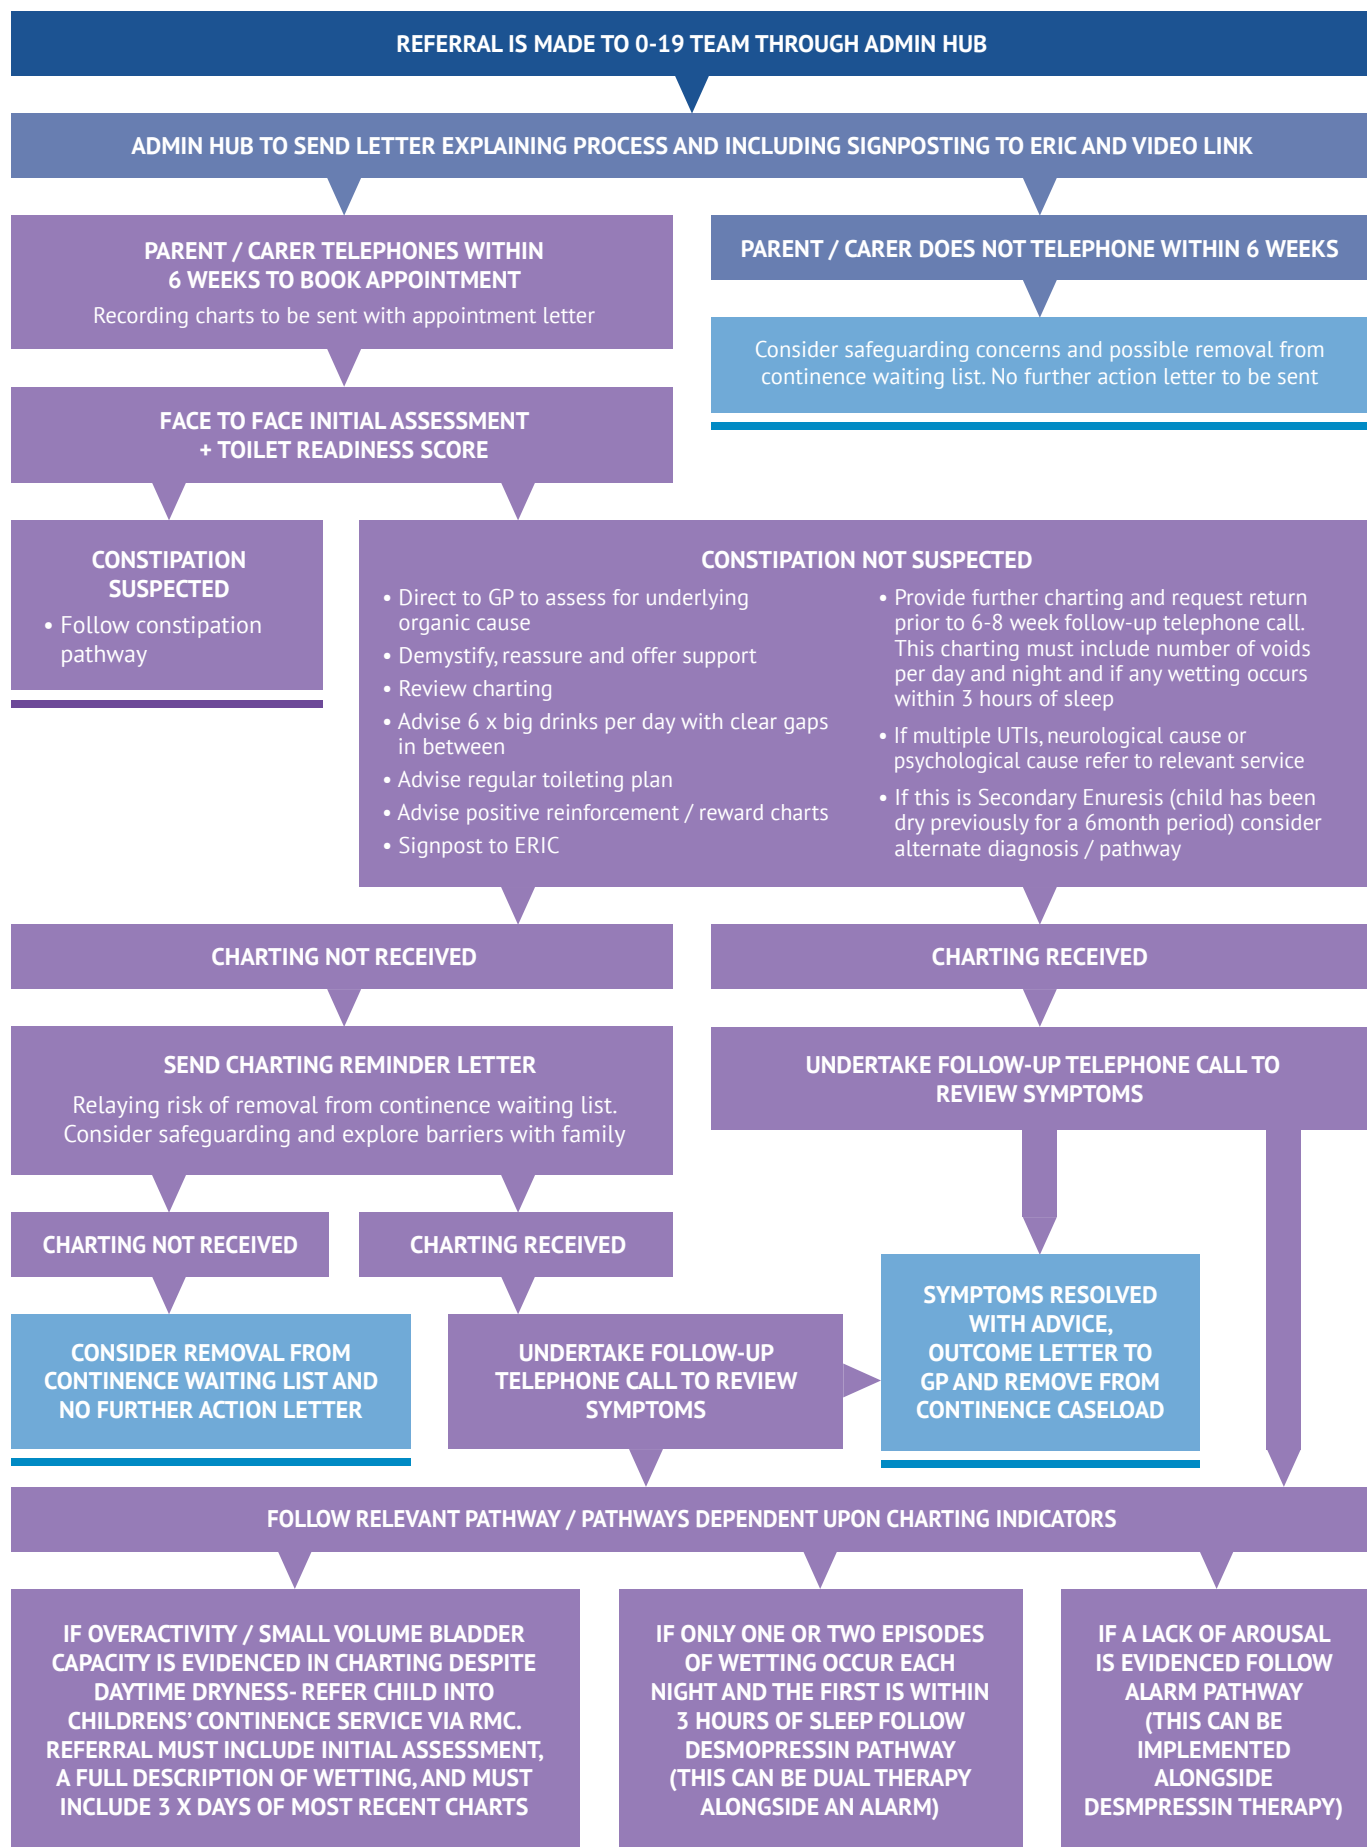 REFERRAL IS MADE TO 0-19 TEAM THROUGH ADMIN HUB
ADMIN HUB TO SEND LETTER EXPLAINING PROCESS AND INCLUDING SIGNPOSTING TO ERIC AND VIDEO LINK
PARENT / CARER TELEPHONES WITHIN
6 WEEKS TO BOOK APPOINTMENT
Recording charts to be sent with appointment letter
PARENT / CARER DOES NOT TELEPHONE WITHIN 6 WEEKS
Consider safeguarding concerns and possible removal from
continence waiting list. No further action letter to be sent
FACE TO FACE INITIAL ASSESSMENT
+ TOILET READINESS SCORE
CONSTIPATION
SUSPECTED
• Follow constipation
pathway
CONSTIPATION NOT SUSPECTED
• Direct to GP to assess for underlying
organic cause
• Demystify, reassure and offer support
• Review charting
• Advise 6 x big drinks per day with clear gaps
in between
• Advise regular toileting plan
• Advise positive reinforcement / reward charts
• Signpost to ERIC
• Provide further charting and request return
prior to 6-8 week follow-up telephone call.
This charting must include number of voids
per day and night and if any wetting occurs
within 3 hours of sleep
• If multiple UTIs, neurological cause or
psychological cause refer to relevant service
• If this is Secondary Enuresis (child has been
dry previously for a 6month period) consider
alternate diagnosis / pathway
CHARTING NOT RECEIVED
CHARTING RECEIVED
SEND CHARTING REMINDER LETTER
Relaying risk of removal from continence waiting list.
Consider safeguarding and explore barriers with family
UNDERTAKE FOLLOW-UP TELEPHONE CALL TO
REVIEW SYMPTOMS
CHARTING NOT RECEIVED
CHARTING RECEIVED
CONSIDER REMOVAL FROM
CONTINENCE WAITING LIST AND
NO FURTHER ACTION LETTER
UNDERTAKE FOLLOW-UP
TELEPHONE CALL TO REVIEW
SYMPTOMS
SYMPTOMS RESOLVED
WITH ADVICE,
OUTCOME LETTER TO
GP AND REMOVE FROM
CONTINENCE CASELOAD
FOLLOW RELEVANT PATHWAY / PATHWAYS DEPENDENT UPON CHARTING INDICATORS
IF OVERACTIVITY / SMALL VOLUME BLADDER
CAPACITY IS EVIDENCED IN CHARTING DESPITE
DAYTIME DRYNESS- REFER CHILD INTO
CHILDRENS’ CONTINENCE SERVICE VIA RMC.
REFERRAL MUST INCLUDE INITIAL ASSESSMENT,
A FULL DESCRIPTION OF WETTING, AND MUST
INCLUDE 3 X DAYS OF MOST RECENT CHARTS
IF ONLY ONE OR TWO EPISODES
OF WETTING OCCUR EACH
NIGHT AND THE FIRST IS WITHIN
3 HOURS OF SLEEP FOLLOW
DESMOPRESSIN PATHWAY
(THIS CAN BE DUAL THERAPY
ALONGSIDE AN ALARM)
IF A LACK OF AROUSAL
IS EVIDENCED FOLLOW
ALARM PATHWAY
(THIS CAN BE
IMPLEMENTED
ALONGSIDE
DESMPRESSIN THERAPY)